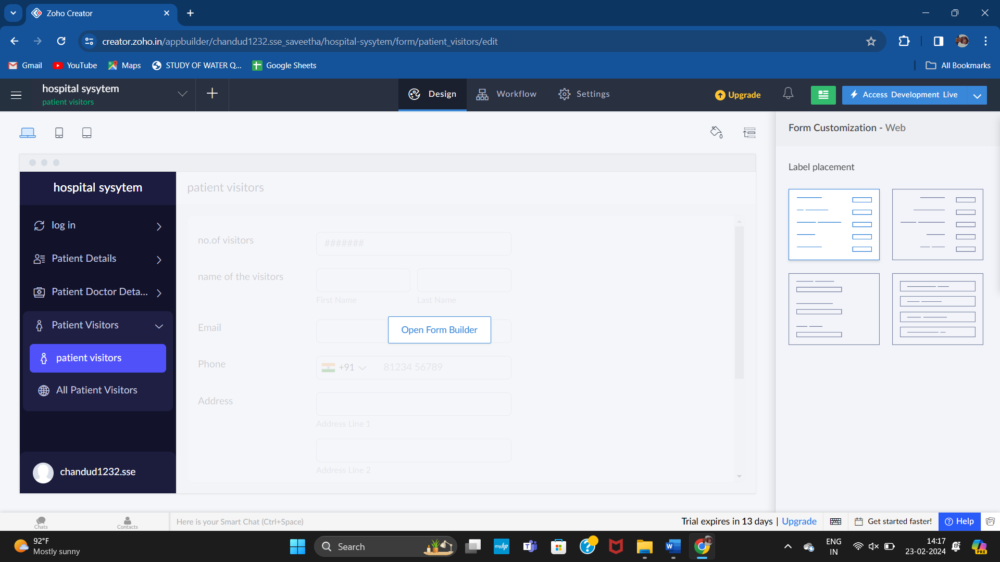 Zoho Creator
creator.zoho.in/appbuilder/chandud1232.sse_saveetha/hospital-sysytem/form/patient_visitors/edit
Gmail
YouTube
Maps
STUDY OF WATER Q...
Google Sheets
All Bookmarks
hospital sysytem
patient visitors
Design
Workflow
Settings
Upgrade
Access Development Live
Form Customization - Web
Label placement
hospital sysytem
log in
Patient Details
Patient Doctor Deta...
Patient Visitors
patient visitors
All Patient Visitors
chandud1232.sse
patient visitors
no.of visitors
#######
name of the visitors
First Name
Last Name
Email
Open Form Builder
Phone
+91
81234 56789
Address
Address Line 1
Address Line 2
Chats
Contacts
Here is your Smart Chat (Ctrl+Space)
Trial expires in 13 days | Upgrade
Get started faster!
Help
92°F
Mostly sunny
Search
myhp
T
W
ENG
IN
14:17
23-02-2024
PRE